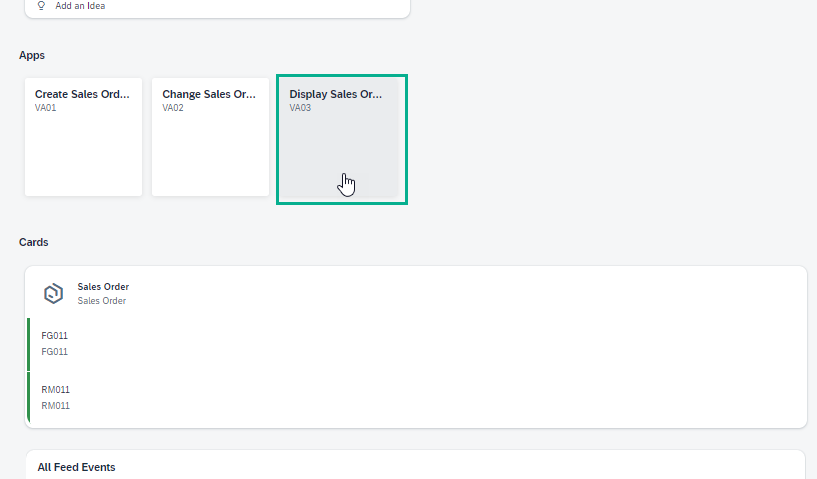 Add an Idea
Apps
Create Sales Ord...
VA01
Change Sales Or...
VA02
Display Sales Or...
VA03
Cards
Sales Order
Sales Order
FG011
FG011
RM011
RM011
All Feed Events